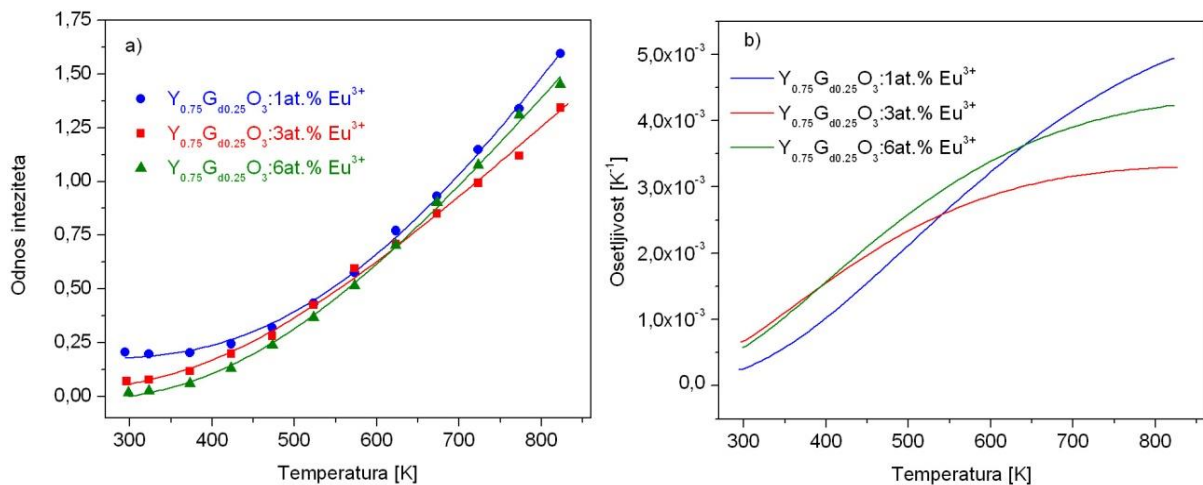 a)
1,75
1,50
1,25
1,00
0,75
0,50
0,25
0,00
Odnos inteziteta
Y0.75Gd0.25O3:1at.% Eu3+
Y0.75Gd0.25O3:3at.% Eu3+
Y0.75Gd0.25O3:6at.% Eu3+
300 400 500 600 700 800
Temperatura [K]
b)
5,0x10-3
4,0x10-3
3,0x10-3
2,0x10-3
1,0x10-3
0,0
Osetljivost [K-1]
Y0.75Gd0.25O3:1at.% Eu3+
Y0.75Gd0.25O3:3at.% Eu3+
Y0.75Gd0.25O3:6at.% Eu3+
300 400 500 600 700 800
Temperatura [K]